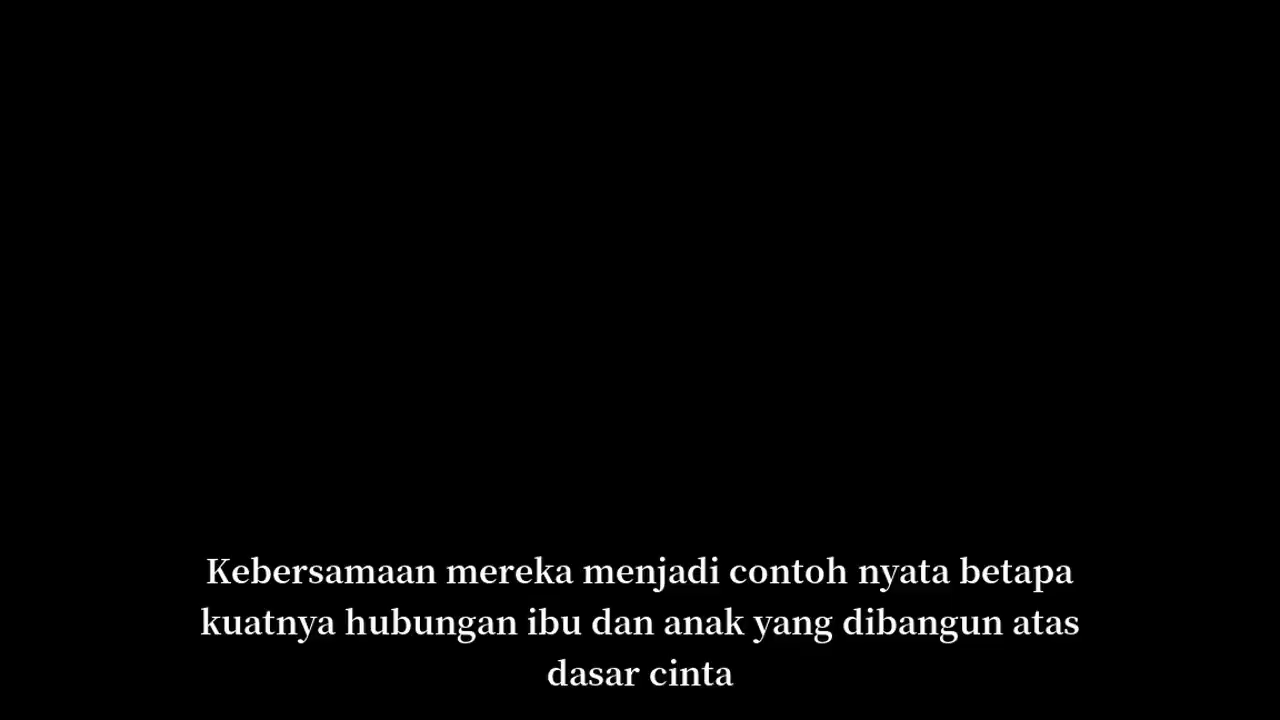 Kebersamaan mereka menjadi contoh nyata betapa
kuatnya hubungan ibu dan anak yang dibangun atas
dasar cinta